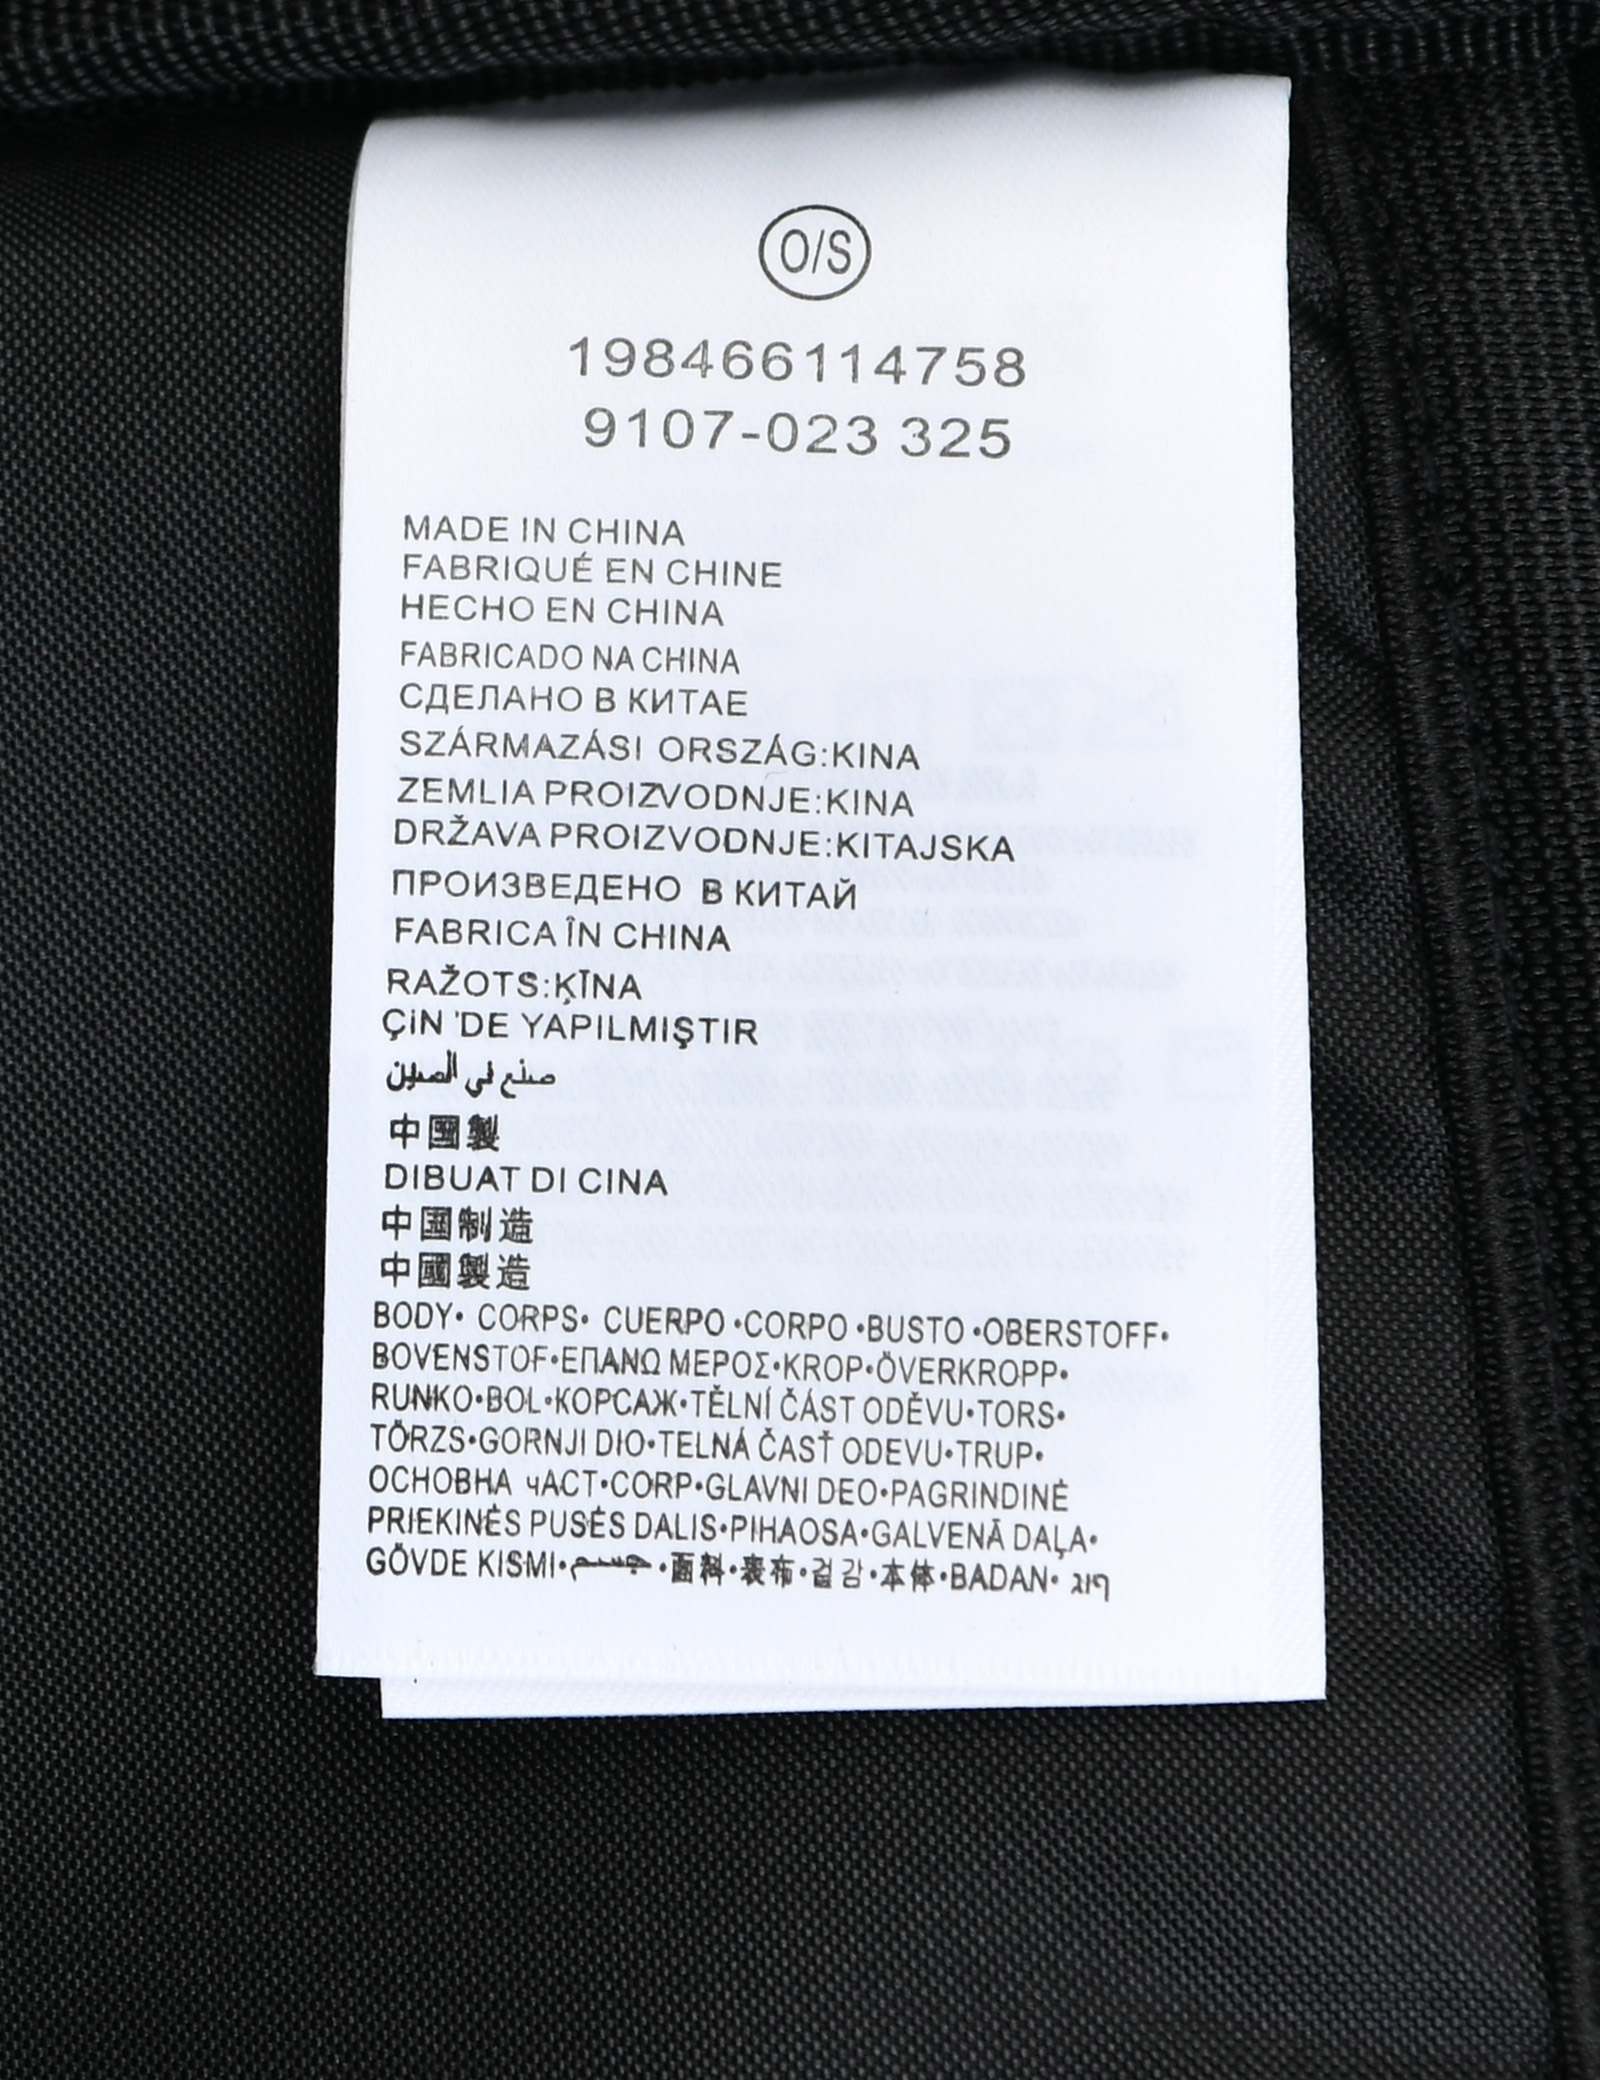 O/S
198466114758
9107-023 325
MADE IN CHINA
FABRIQUÉ EN CHINE
HECHO EN CHINA
FABRICADO NA CHINA
СДЕЛАНО В КИТАЕ
SZÁRMAZÁSI ORSZÁG:KINA
ZEMLIA PROIZVODNJE:KINA
DRŽAVA PROIZVODNJE:KITAJSKA
ПРОИЗВЕДЕНО В КИТАЙ
FABRICA ÎN CHINA
RAŽOTS:ĶĪNA
ÇİN 'DE YAPILMIŞTIR
صنع في الصين
中國製
DIBUAT DI CINA
中国制造
中國製造
BODY• CORPS• CUERPO •CORPO •BUSTO •OBERSTOFF•
BOVENSTOF•ΕΠΑΝΩ ΜΕΡΟΣ•KROP•ÖVERKROPP•
RUNKO•BOL•КОРСАЖ•TĚLNÍ ČÁST ODĚVU•TORS•
TÖRZS•GORNJI DIO•TELNÁ ČASŤ ODEVU•TRUP•
ОСНОВНА чАСТ•CORP•GLAVNI DEO•PAGRINDINĖ
PRIEKINĖS PUSĖS DALIS•PIHAOSA•GALVENĀ DAĻA•
GÖVDE KISMI• •面料•表布•겉감•本体•BADAN• גוף